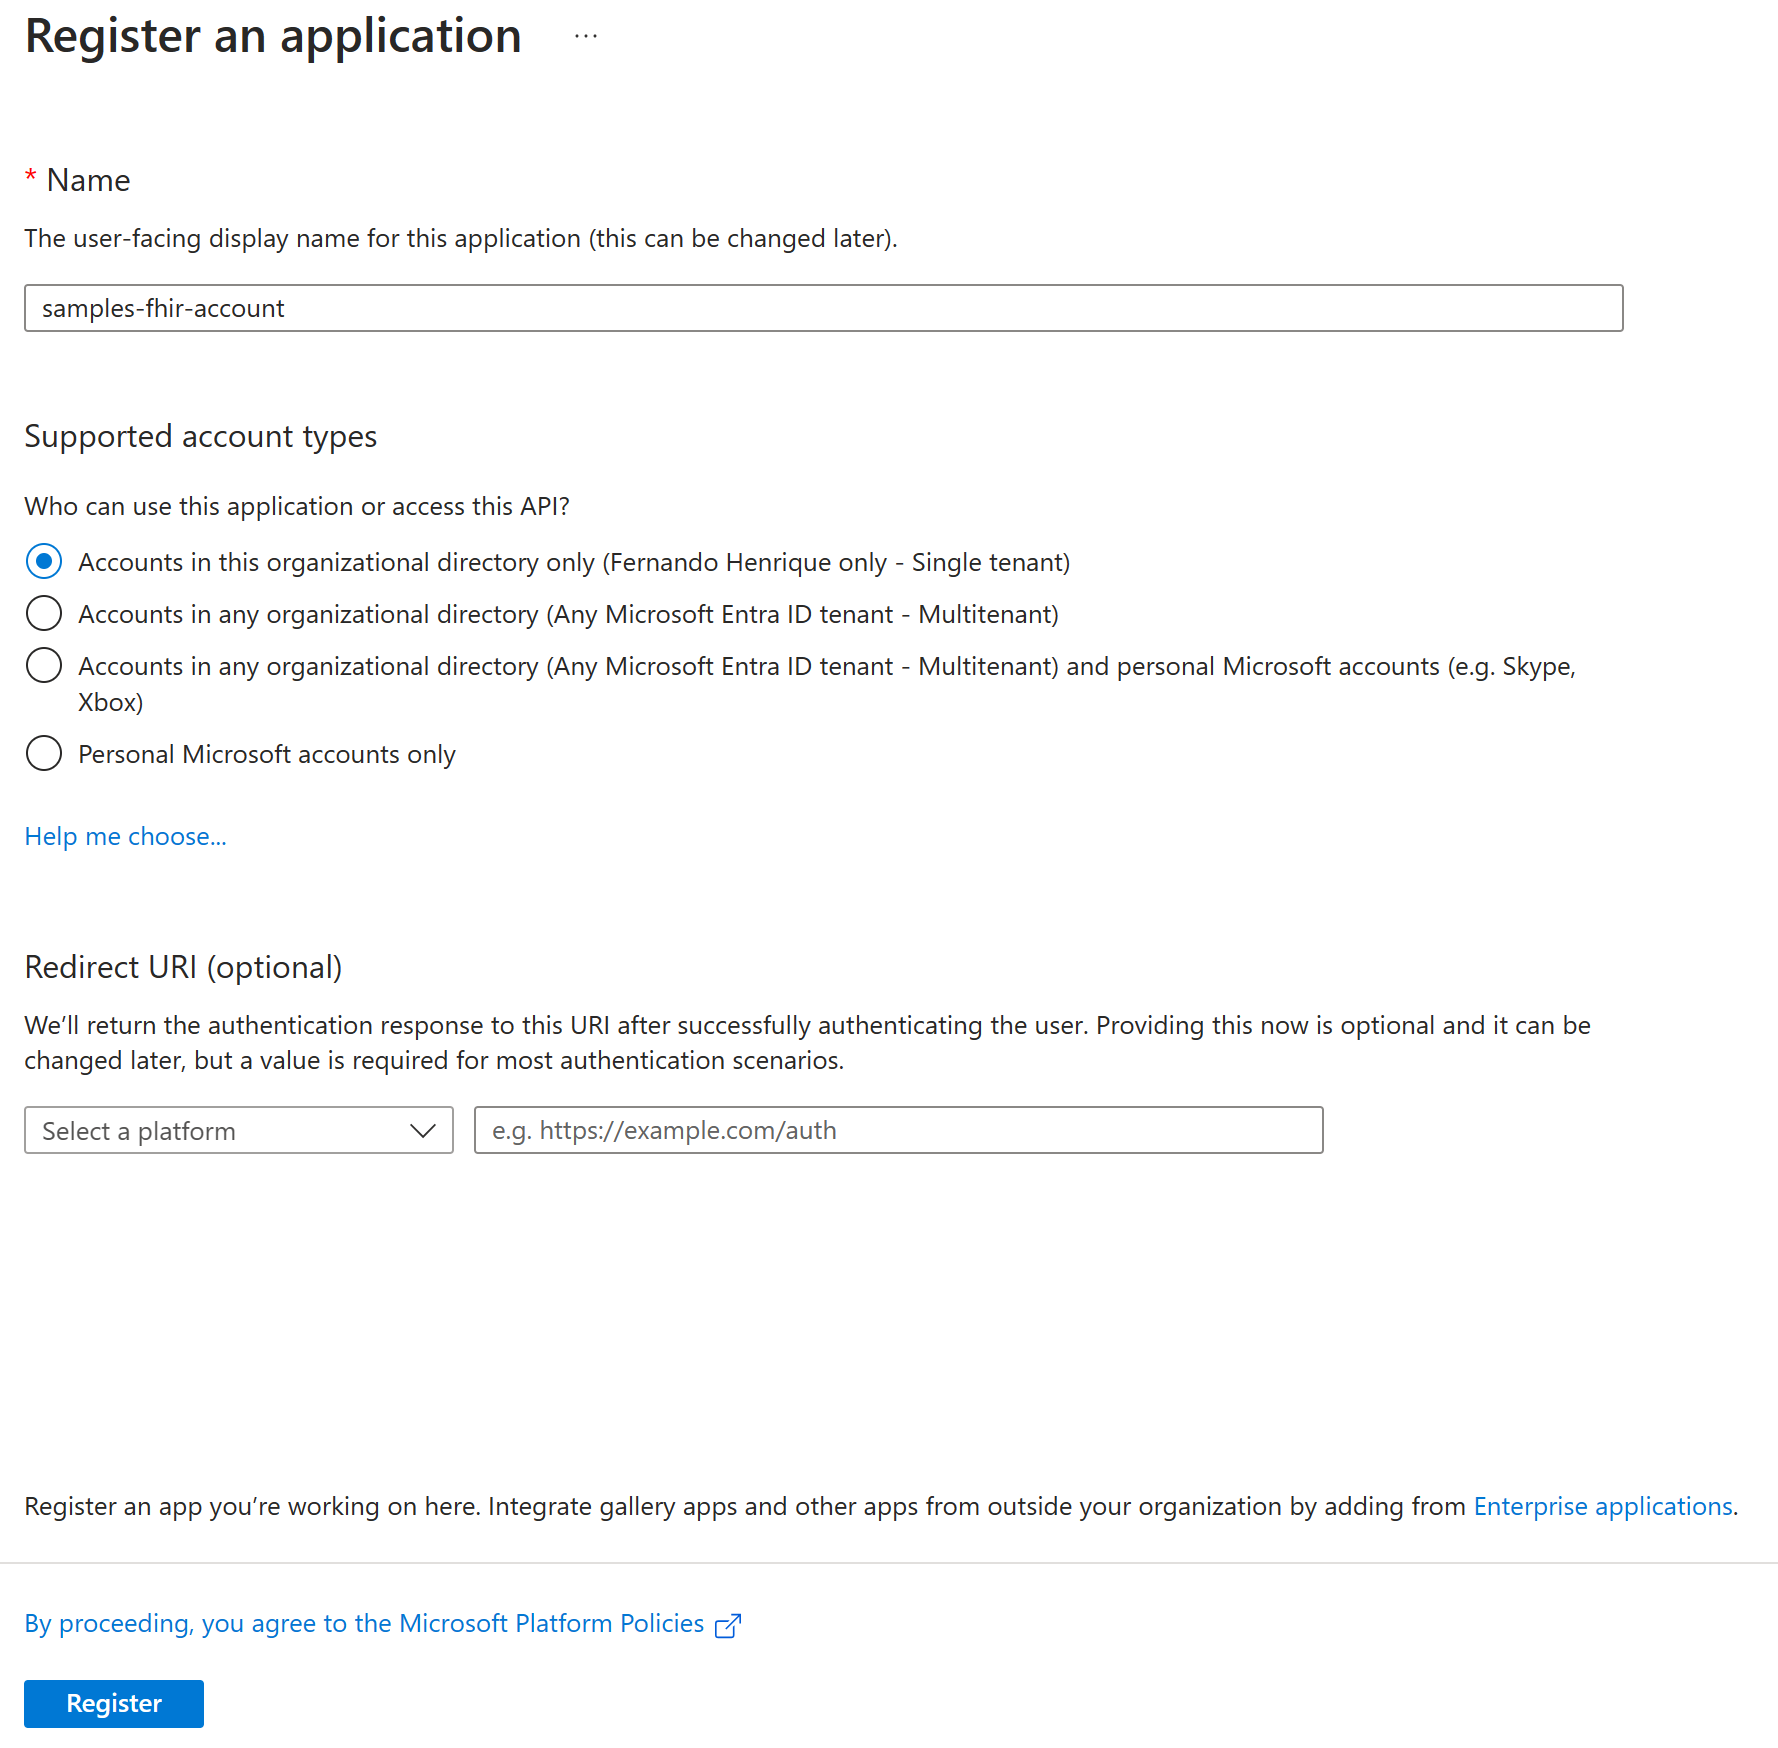 Register an application ...
* Name
The user-facing display name for this application (this can be changed later).
samples-fhir-account
Supported account types
Who can use this application or access this API?
Accounts in this organizational directory only (Fernando Henrique only - Single tenant)
Accounts in any organizational directory (Any Microsoft Entra ID tenant - Multitenant)
Accounts in any organizational directory (Any Microsoft Entra ID tenant - Multitenant) and personal Microsoft accounts (e.g. Skype,
Xbox)
Personal Microsoft accounts only
Help me choose...
Redirect URI (optional)
We’ll return the authentication response to this URI after successfully authenticating the user. Providing this now is optional and it can be
changed later, but a value is required for most authentication scenarios.
Select a platform e.g. https://example.com/auth
Register an app you’re working on here. Integrate gallery apps and other apps from outside your organization by adding from Enterprise applications.
By proceeding, you agree to the Microsoft Platform Policies
Register